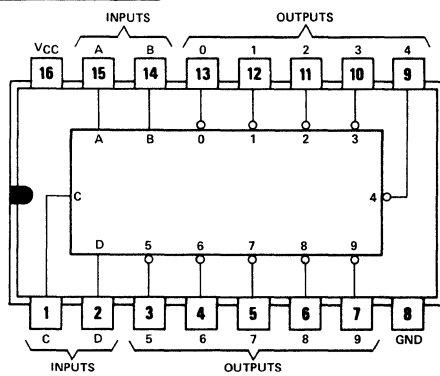 INPUTS OUTPUTS
VCC A B 0 1 2 3 4
16 15 14 13 12 11 10 9
A B 0 1 2 3
C 4
D 5 6 7 8 9
1 2 3 4 5 6 7 8
C D 5 6 7 8 9 GND
INPUTS OUTPUTS